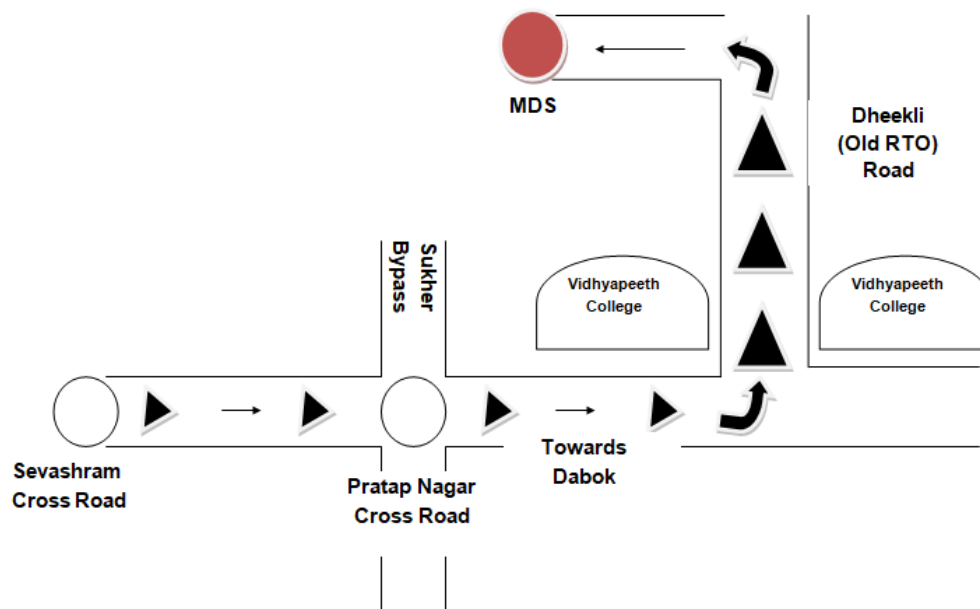 MDS
Dheekli
(Old RTO)
Road
Sukher
Bypass
Vidhyapeeth
College
Vidhyapeeth
College
Sevashram
Cross Road
Pratap Nagar
Cross Road
Towards
Dabok